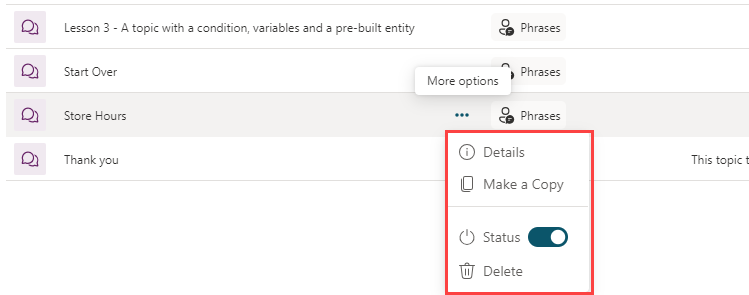 Lesson 3 - A topic with a condition, variables and a pre-built entity Phrases
Start Over Phrases
More options
Store Hours ••• Phrases
Details
Thank you This topic t
Make a Copy
Status
Delete